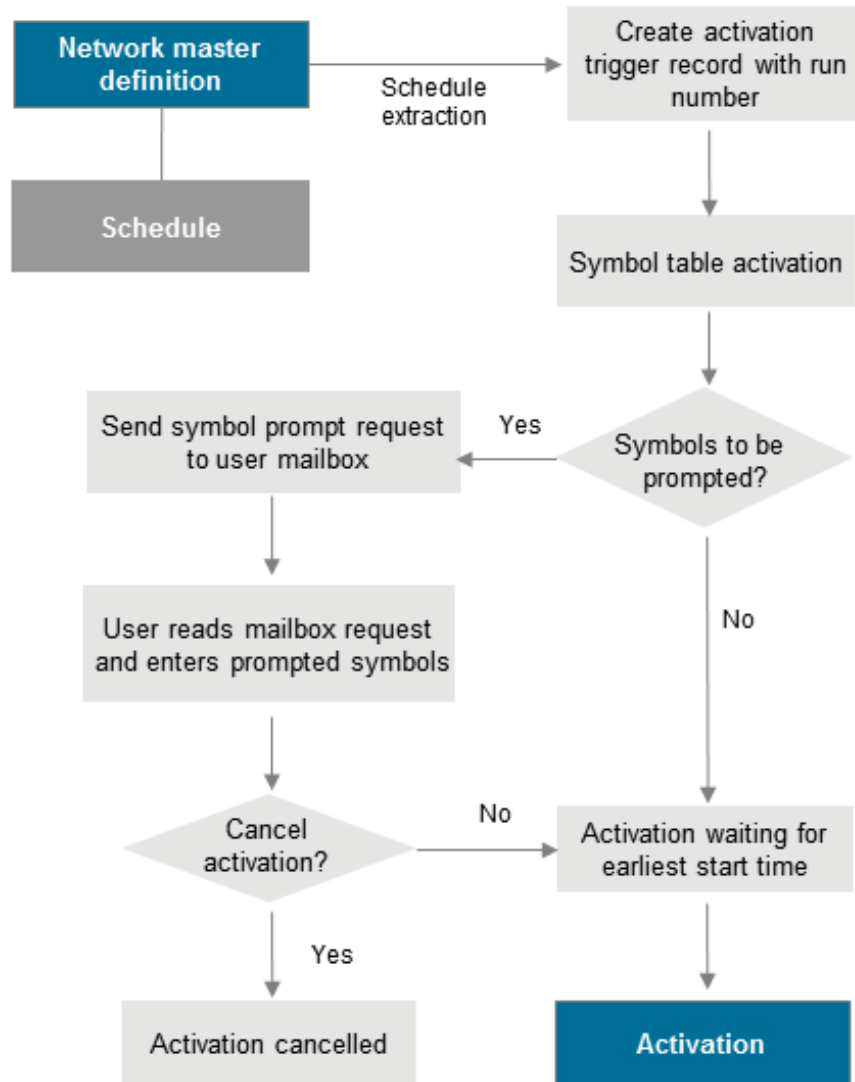 Network master
definition
Schedule
extraction
Create activation
trigger record with run
number
Schedule
Symbol table activation
Send symbol prompt request
to user mailbox
Yes
Symbols to be
prompted?
User reads mailbox request
and enters prompted symbols
No
Cancel
activation?
No
Activation waiting for
earliest start time
Yes
Activation cancelled
Activation